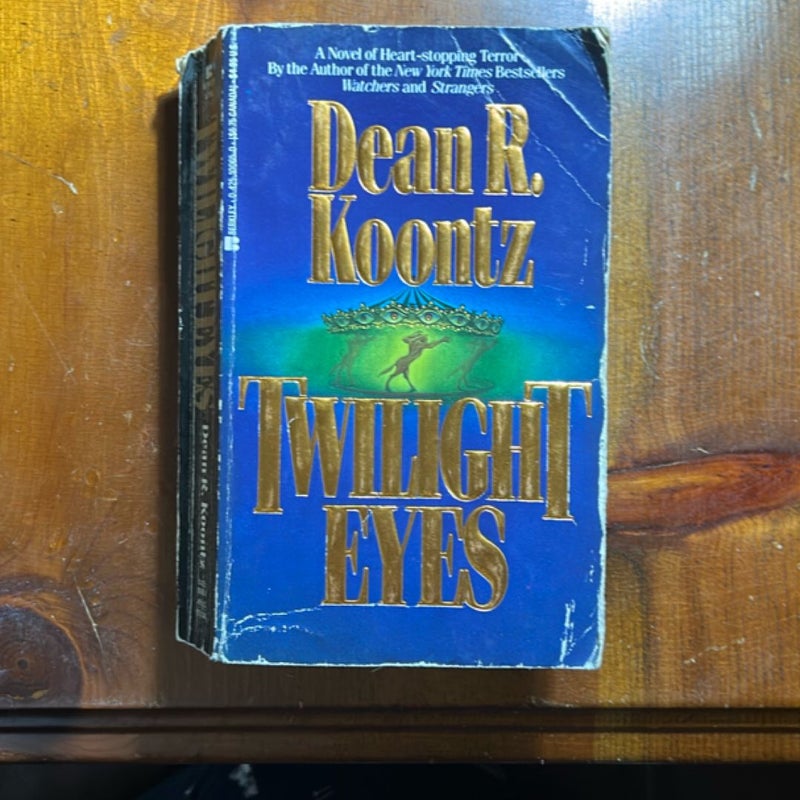 A Novel of Heart-stopping Terror
By the Author of the New York Times Bestsellers
Watchers and Strangers
Dean R.
Koontz
TWILIGHT
EYES
TWILIGHT EYES
Dean R. Koontz
BERKLEY